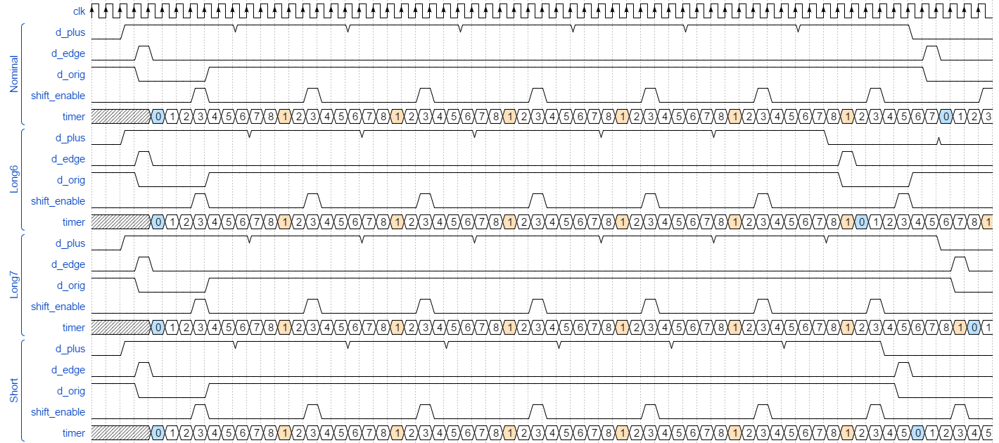 clk
Nominal
d_plus
d_edge
d_orig
shift_enable
timer 0 1 2 3 4 5 6 7 8 1 2 3 4 5 6 7 8 1 2 3 4 5 6 7 8 1 2 3 4 5 6 7 8 1 2 3 4 5 6 7 8 1 2 3 4 5 6 7 8 1 2 3 4 5 6 7 0 1 2 3
Long6
d_plus
d_edge
d_orig
shift_enable
timer 0 1 2 3 4 5 6 7 8 1 2 3 4 5 6 7 8 1 2 3 4 5 6 7 8 1 2 3 4 5 6 7 8 1 2 3 4 5 6 7 8 1 2 3 4 5 6 7 8 1 0 1 2 3 4 5 6 7 8 1
Long7
d_plus
d_edge
d_orig
shift_enable
timer 0 1 2 3 4 5 6 7 8 1 2 3 4 5 6 7 8 1 2 3 4 5 6 7 8 1 2 3 4 5 6 7 8 1 2 3 4 5 6 7 8 1 2 3 4 5 6 7 8 1 2 3 4 5 6 7 8 1 0 1
Short
d_plus
d_edge
d_orig
shift_enable
timer 0 1 2 3 4 5 6 7 8 1 2 3 4 5 6 7 8 1 2 3 4 5 6 7 8 1 2 3 4 5 6 7 8 1 2 3 4 5 6 7 8 1 2 3 4 5 6 7 8 1 2 3 4 5 0 1 2 3 4 5